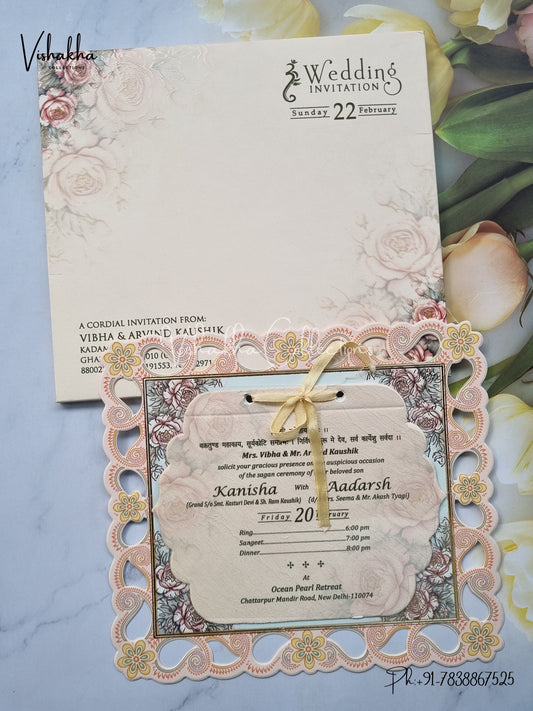 Vishakha
COLLECTIONS
Wedding
INVITATION
Sunday 22 February
A CORDIAL INVITATION FROM:
VIBHA & ARVIND KAUSHIK
KADAM
GHA
वक्रतुण्ड महाकाय, सूर्यकोटि समप्रभ । निर्विघ्नं कुरु मे देव, सर्व कार्येषु सर्वदा ॥
Mrs. Vibha & Mr. Arvind Kaushik
solicit your gracious presence on the auspicious occasion
of the sagan ceremony of their beloved son
Kanisha With Aadarsh
(Grand S/o Smt. Kasturi Devi & Sh. Ram Kaushik) (d/o Mrs. Seema & Mr. Akash Tyagi)
Friday 20 February
Ring 6:00 pm
Sangeet 7:00 pm
Dinner 8:00 pm
At
Ocean Pearl Retreat
Chattarpur Mandir Road, New Delhi-110074
Ph:+91-7838867525